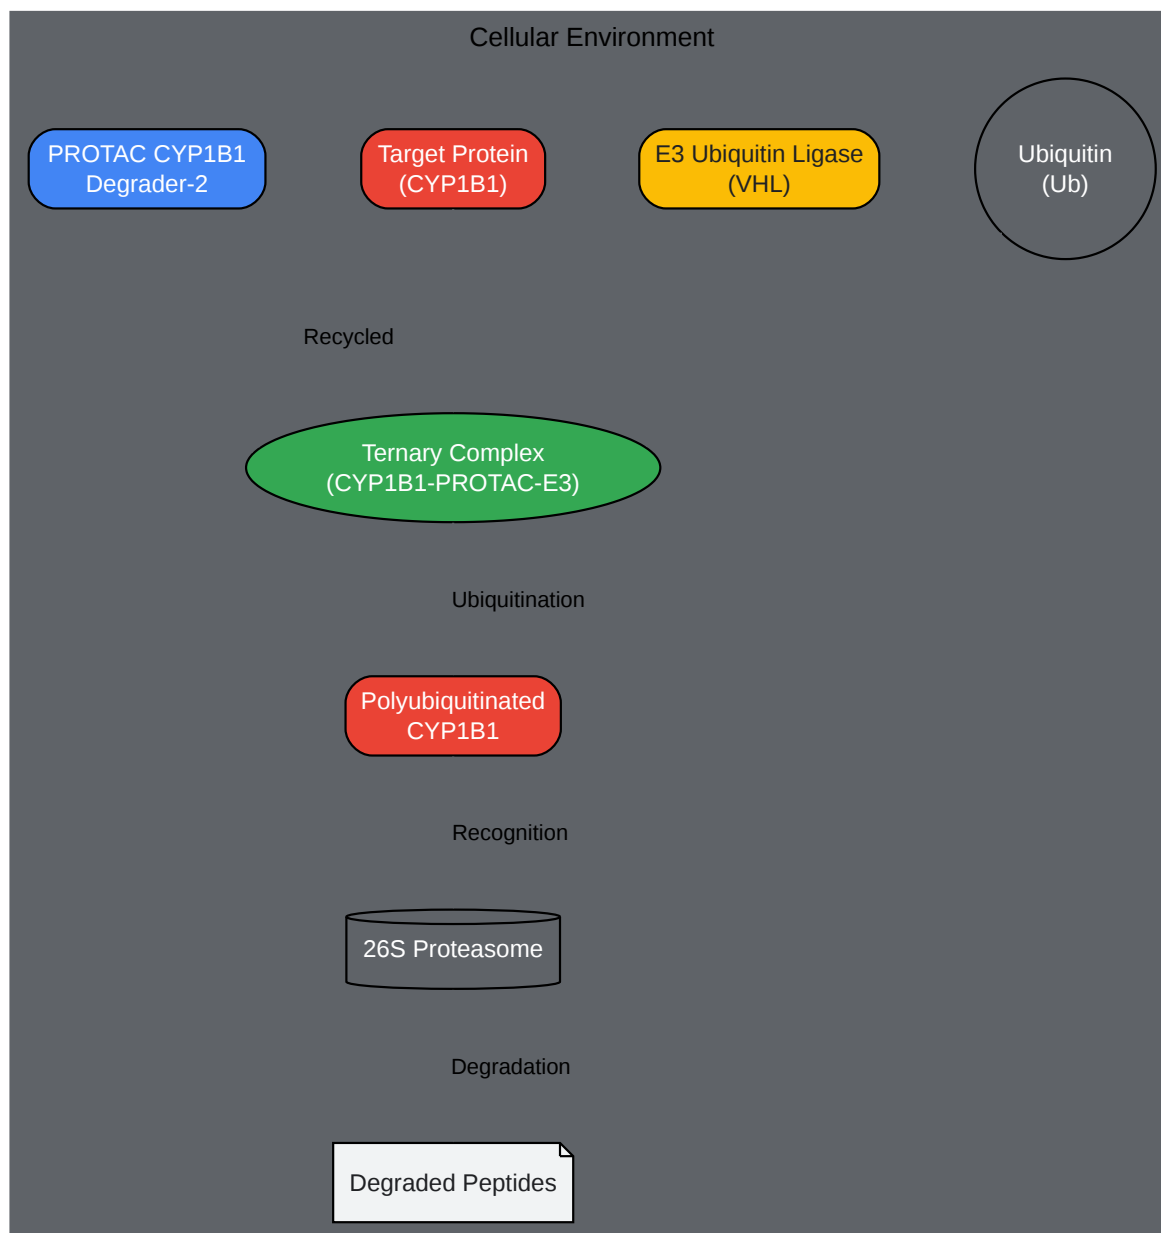 Cellular Environment
PROTAC CYP1B1
Degrader-2
Target Protein
(CYP1B1)
E3 Ubiquitin Ligase
(VHL)
Ubiquitin
(Ub)
Recycled
Ternary Complex
(CYP1B1-PROTAC-E3)
Ubiquitination
Polyubiquitinated
CYP1B1
Recognition
26S Proteasome
Degradation
Degraded Peptides